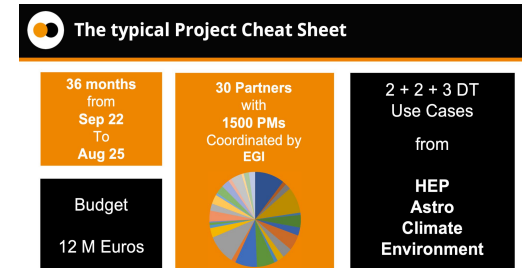 The typical Project Cheat Sheet
36 months
from
Sep 22
To
Aug 25
Budget
12 M Euros
30 Partners
with
1500 PMs
Coordinated by
EGI
2 + 2 + 3 DT
Use Cases
from
HEP
Astro
Climate
Environment